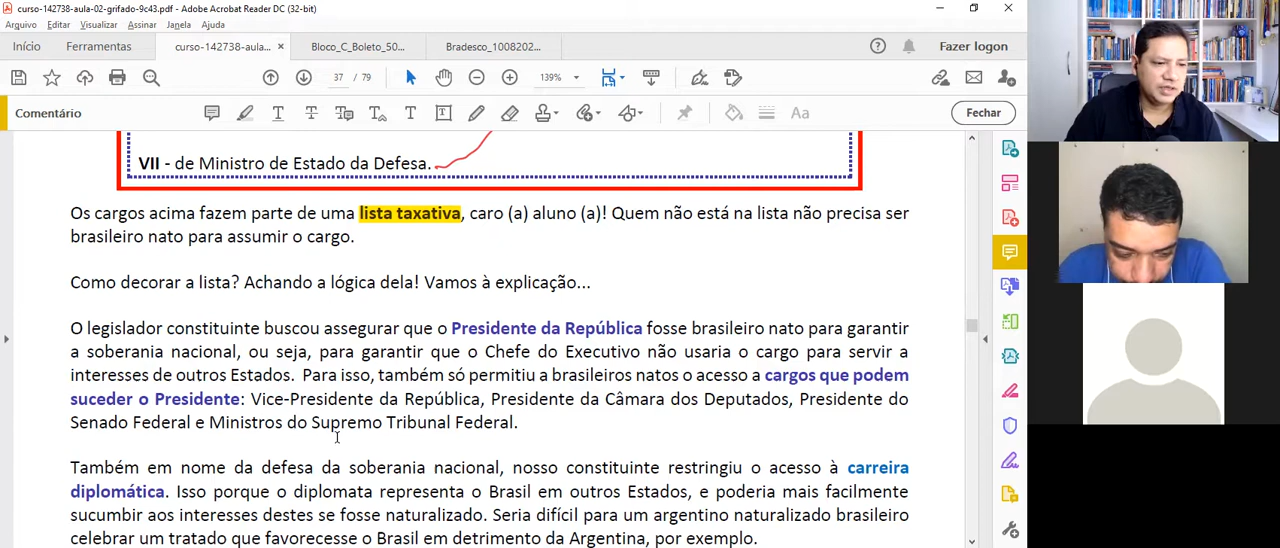 curso-142738-aula-02-grifado-9c43.pdf - Adobe Acrobat Reader DC (32-bit)
Arquivo Editar Visualizar Assinar Janela Ajuda
Início Ferramentas curso-142738-aula... × Bloco_C_Boleto_50... Bradesco_1008202... Fazer logon
37 / 79 139%
Comentário Fechar
VII - de Ministro de Estado da Defesa.
Os cargos acima fazem parte de uma lista taxativa, caro (a) aluno (a)! Quem não está na lista não precisa ser
brasileiro nato para assumir o cargo.
Como decorar a lista? Achando a lógica dela! Vamos à explicação...
O legislador constituinte buscou assegurar que o Presidente da República fosse brasileiro nato para garantir
a soberania nacional, ou seja, para garantir que o Chefe do Executivo não usaria o cargo para servir a
interesses de outros Estados. Para isso, também só permitiu a brasileiros natos o acesso a cargos que podem
suceder o Presidente: Vice-Presidente da República, Presidente da Câmara dos Deputados, Presidente do
Senado Federal e Ministros do Supremo Tribunal Federal.
Também em nome da defesa da soberania nacional, nosso constituinte restringiu o acesso à carreira
diplomática. Isso porque o diplomata representa o Brasil em outros Estados, e poderia mais facilmente
sucumbir aos interesses destes se fosse naturalizado. Seria difícil para um argentino naturalizado brasileiro
celebrar um tratado que favorecesse o Brasil em detrimento da Argentina, por exemplo.